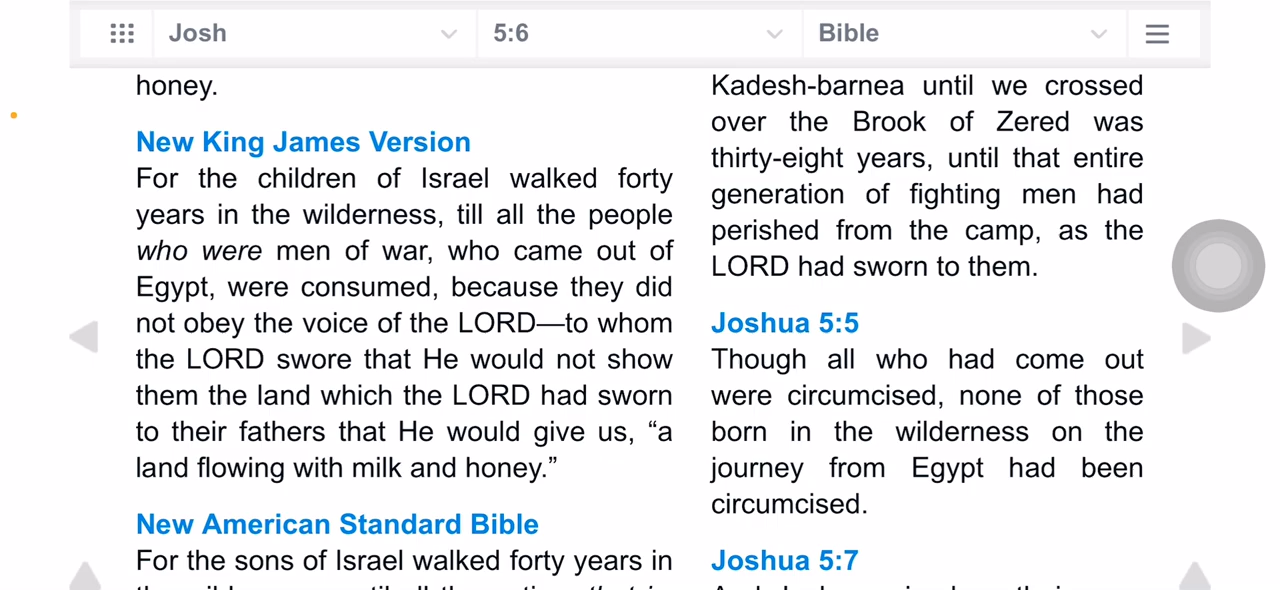 Josh 5:6 Bible
honey.
New King James Version
For the children of Israel walked forty
years in the wilderness, till all the people
who were men of war, who came out of
Egypt, were consumed, because they did
not obey the voice of the LORD—to whom
the LORD swore that He would not show
them the land which the LORD had sworn
to their fathers that He would give us, “a
land flowing with milk and honey.”
New American Standard Bible
For the sons of Israel walked forty years in
Kadesh-barnea until we crossed
over the Brook of Zered was
thirty-eight years, until that entire
generation of fighting men had
perished from the camp, as the
LORD had sworn to them.
Joshua 5:5
Though all who had come out
were circumcised, none of those
born in the wilderness on the
journey from Egypt had been
circumcised.
Joshua 5:7